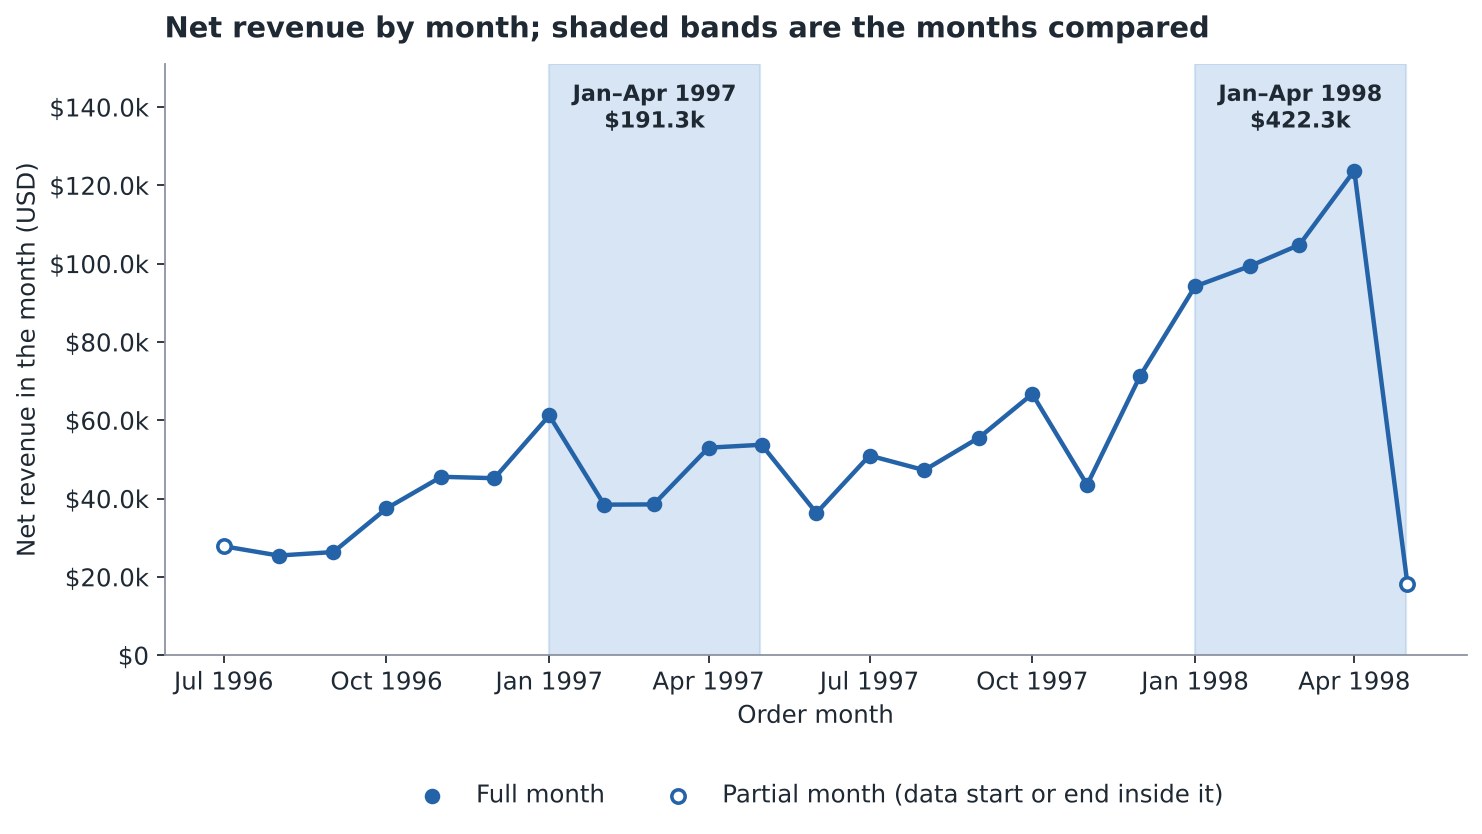 Net revenue by month; shaded bands are the months compared
Jan–Apr 1997
$191.3k
Jan–Apr 1998
$422.3k
Net revenue in the month (USD)
$140.0k
$120.0k
$100.0k
$80.0k
$60.0k
$40.0k
$20.0k
$0
Jul 1996 Oct 1996 Jan 1997 Apr 1997 Jul 1997 Oct 1997 Jan 1998 Apr 1998
Order month
Full month Partial month (data start or end inside it)